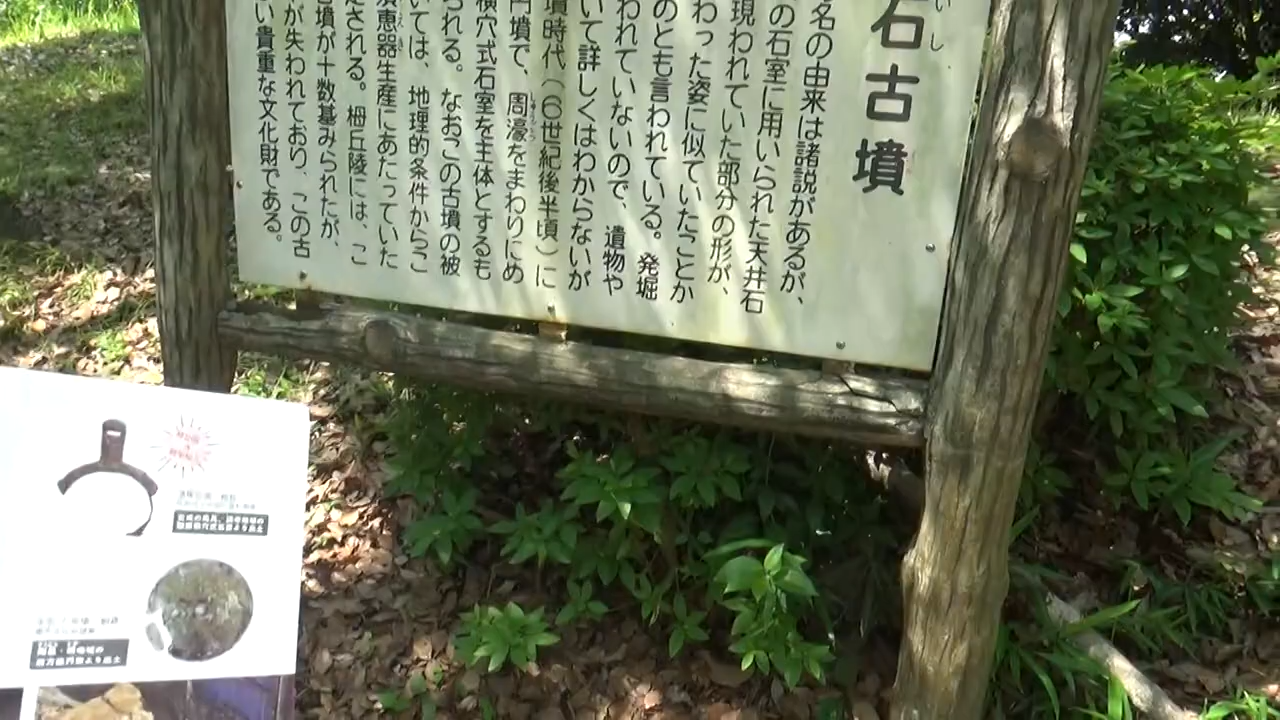 石古墳
いし
名の由来は諸説があるが、
の石室に用いられた天井石
現われていた部分の形が、
わった姿に似ていたことか
のとも言われている。発掘
われていないので、遺物や
いて詳しくはわからないが
墳時代(6世紀後半頃)に
円墳で、周濠をまわりにめ
横穴式石室を主体とするも
られる。なおこの古墳の被
いては、地理的条件からこ
須恵器生産にあたっていた
定される。栂丘陵には、こ
古墳が十数基みられたが、
が失われており、この古
い貴重な文化財である。